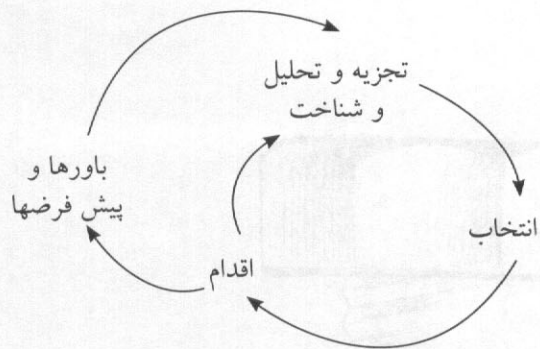 تجزیه و تحلیل
و شناخت
باورها و
پیش فرضها
انتخاب
اقدام